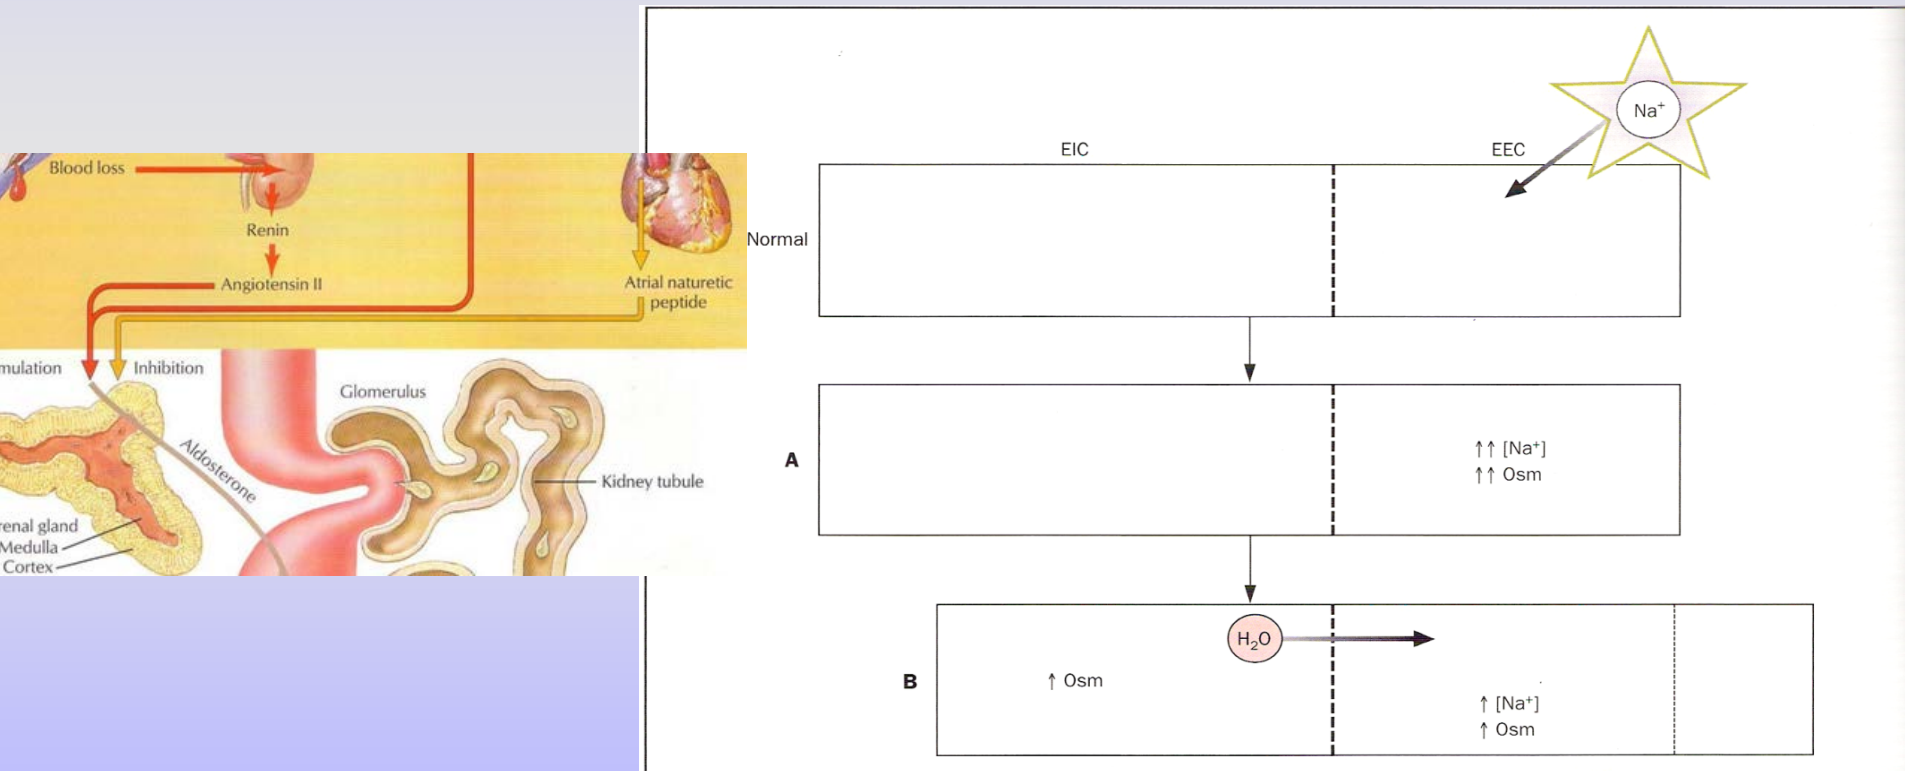 Blood loss
Renin
Angiotensin II
Atrial naturetic
peptide
mulation
Inhibition
Glomerulus
Aldosterone
Kidney tubule
renal gland
Medulla
Cortex
Na⁺
EIC
EEC
Normal
A
↑↑ [Na⁺]
↑↑ Osm
H₂O
B
↑ Osm
↑ [Na⁺]
↑ Osm